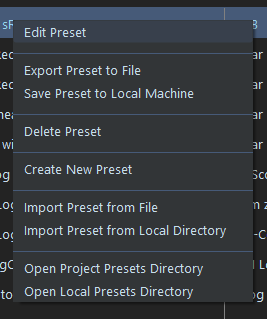 Edit Preset
Export Preset to File
Save Preset to Local Machine
Delete Preset
Create New Preset
Import Preset from File
Import Preset from Local Directory
Open Project Presets Directory
Open Local Presets Directory